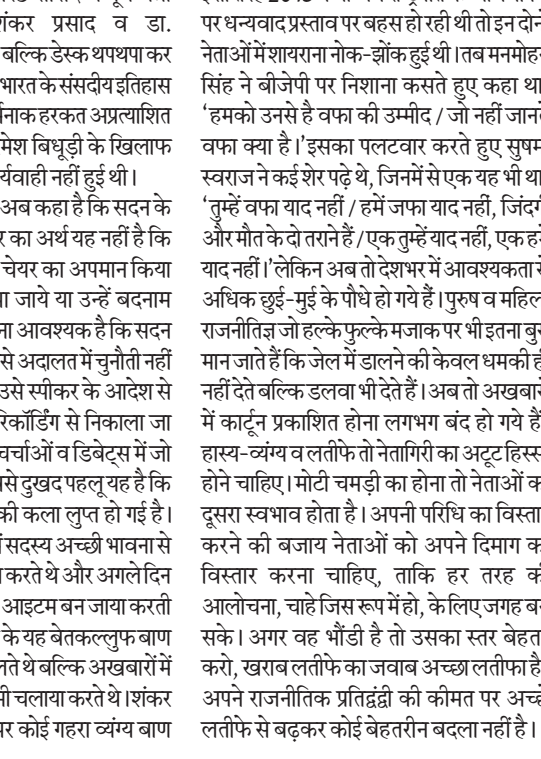 शंकर प्रसाद व डा.
बल्कि डेस्क थपथपा कर
भारत के संसदीय इतिहास
नाक हरकत अप्रत्याशित
मेश बिधूड़ी के खिलाफ
र्यवाही नहीं हुई थी।
अब कहा है कि सदन के
र का अर्थ यह नहीं है कि
चेयर का अपमान किया
ा जाये या उन्हें बदनाम
ना आवश्यक है कि सदन
से अदालत में चुनौती नहीं
उसे स्पीकर के आदेश से
रिकॉर्डिंग से निकाला जा
चर्चाओं व डिबेट्स में जो
से दुखद पहलू यह है कि
की कला लुप्त हो गई है।
सदस्य अच्छी भावना से
करते थे और अगले दिन
आइटम बन जाया करती
के यह बेतकल्लुफ बाण
लते थे बल्कि अखबारों में
भी चलाया करते थे। शंकर
पर कोई गहरा व्यंग्य बाण
पर धन्यवाद प्रस्ताव पर बहस हो रही थी तो इन दोन
नेताओं में शायराना नोक-झोंक हुई थी। तब मनमोह
सिंह ने बीजेपी पर निशाना कसते हुए कहा था
‘हमको उनसे है वफा की उम्मीद / जो नहीं जानत
वफा क्या है।’ इसका पलटवार करते हुए सुषम
स्वराज ने कई शेर पढ़े थे, जिनमें से एक यह भी था
‘तुम्हें वफा याद नहीं / हमें जफा याद नहीं, जिंदग
और मौत के दो तराने हैं / एक तुम्हें याद नहीं, एक हम
याद नहीं।’ लेकिन अब तो देशभर में आवश्यकता स
अधिक छुई-मुई के पौधे हो गये हैं। पुरुष व महिल
राजनीतिज्ञ जो हल्के फुल्के मजाक पर भी इतना बुर
मान जाते हैं कि जेल में डालने की केवल धमकी ह
नहीं देते बल्कि डलवा भी देते हैं। अब तो अखबार
में कार्टून प्रकाशित होना लगभग बंद हो गये हैं
हास्य-व्यंग्य व लतीफे तो नेतागिरी का अटूट हिस्स
होने चाहिए। मोटी चमड़ी का होना तो नेताओं क
दूसरा स्वभाव होता है। अपनी परिधि का विस्ता
करने की बजाय नेताओं को अपने दिमाग क
विस्तार करना चाहिए, ताकि हर तरह क
आलोचना, चाहे जिस रूप में हो, के लिए जगह ब
सके। अगर वह भौंडी है तो उसका स्तर बेहत
करो, खराब लतीफे का जवाब अच्छा लतीफा है
अपने राजनीतिक प्रतिद्वंद्वी की कीमत पर अच्छ
लतीफे से बढ़कर कोई बेहतरीन बदला नहीं है।